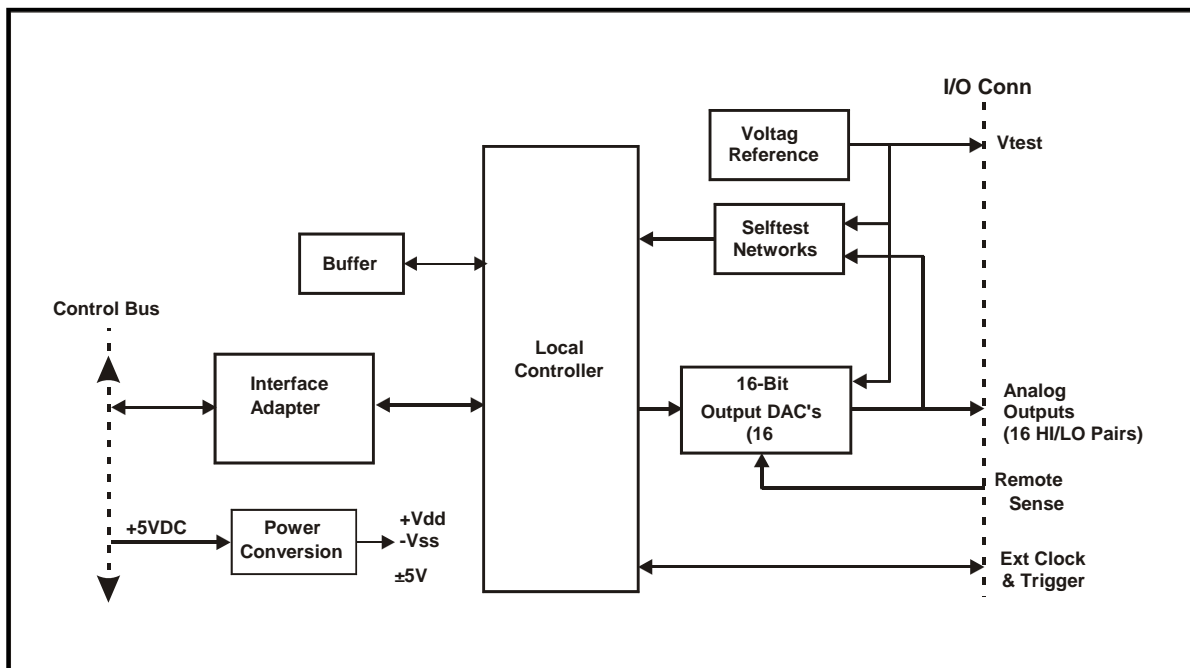 I/O Conn
Voltag
Reference
Vtest
Selftest
Networks
Buffer
Control Bus
Local
Controller
Interface
Adapter
16-Bit
Output DAC's
(16
Analog
Outputs
(16 HI/LO Pairs)
Remote
Sense
+5VDC
Power
Conversion
+Vdd
-Vss
±5V
Ext Clock
& Trigger